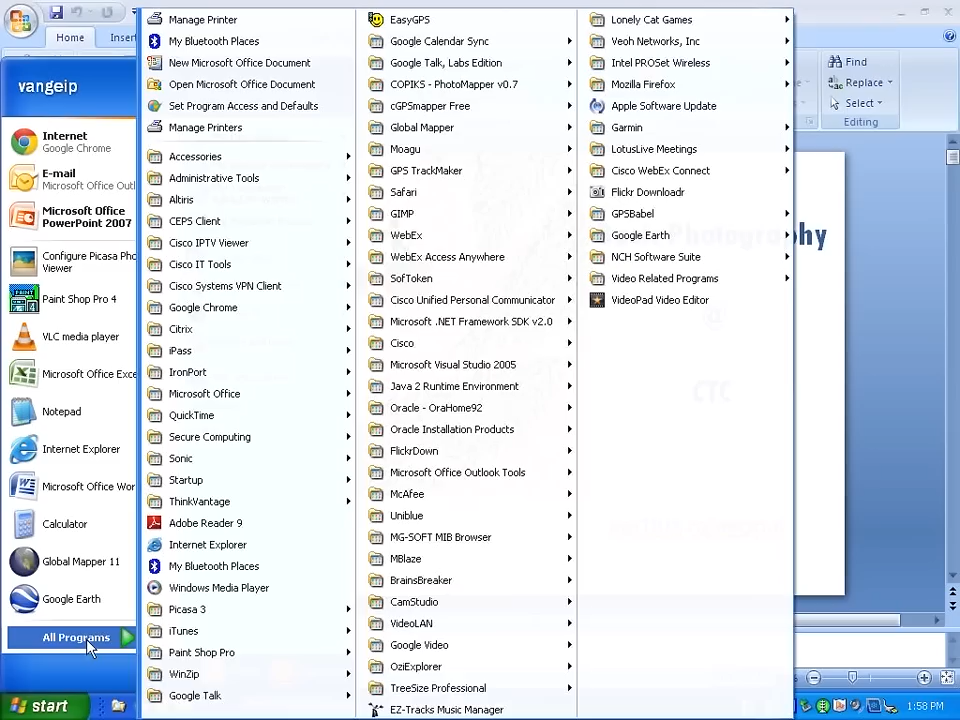 Home
Insert
vangeip
Internet
Google Chrome
E-mail
Microsoft Office Outl
Microsoft Office
PowerPoint 2007
Configure Picasa Pho
Viewer
Paint Shop Pro 4
VLC media player
Microsoft Office Exce
Notepad
Internet Explorer
Microsoft Office Wor
Calculator
Global Mapper 11
Google Earth
All Programs
start
Manage Printer
My Bluetooth Places
New Microsoft Office Document
Open Microsoft Office Document
Set Program Access and Defaults
Manage Printers
Accessories
Administrative Tools
Altiris
CEPS Client
Cisco IPTV Viewer
Cisco IT Tools
Cisco Systems VPN Client
Google Chrome
Citrix
iPass
IronPort
Microsoft Office
QuickTime
Secure Computing
Sonic
Startup
ThinkVantage
Adobe Reader 9
Internet Explorer
My Bluetooth Places
Windows Media Player
Picasa 3
iTunes
Paint Shop Pro
WinZip
Google Talk
EasyGPS
Google Calendar Sync
Google Talk, Labs Edition
COPIKS - PhotoMapper v0.7
cGPSmapper Free
Global Mapper
Moagu
GPS TrackMaker
Safari
GIMP
WebEx
WebEx Access Anywhere
SofToken
Cisco Unified Personal Communicator
Microsoft .NET Framework SDK v2.0
Cisco
Microsoft Visual Studio 2005
Java 2 Runtime Environment
Oracle - OraHome92
Oracle Installation Products
FlickrDown
Microsoft Office Outlook Tools
McAfee
Uniblue
MG-SOFT MIB Browser
MBlaze
BrainsBreaker
CamStudio
VideoLAN
Google Video
OziExplorer
TreeSize Professional
EZ-Tracks Music Manager
Lonely Cat Games
Veoh Networks, Inc
Intel PROSet Wireless
Mozilla Firefox
Apple Software Update
Garmin
LotusLive Meetings
Cisco WebEx Connect
Flickr Downloadr
GPSBabel
Google Earth
NCH Software Suite
Video Related Programs
VideoPad Video Editor
Find
Replace
Select
Editing
Photography
CTC
1:58 PM